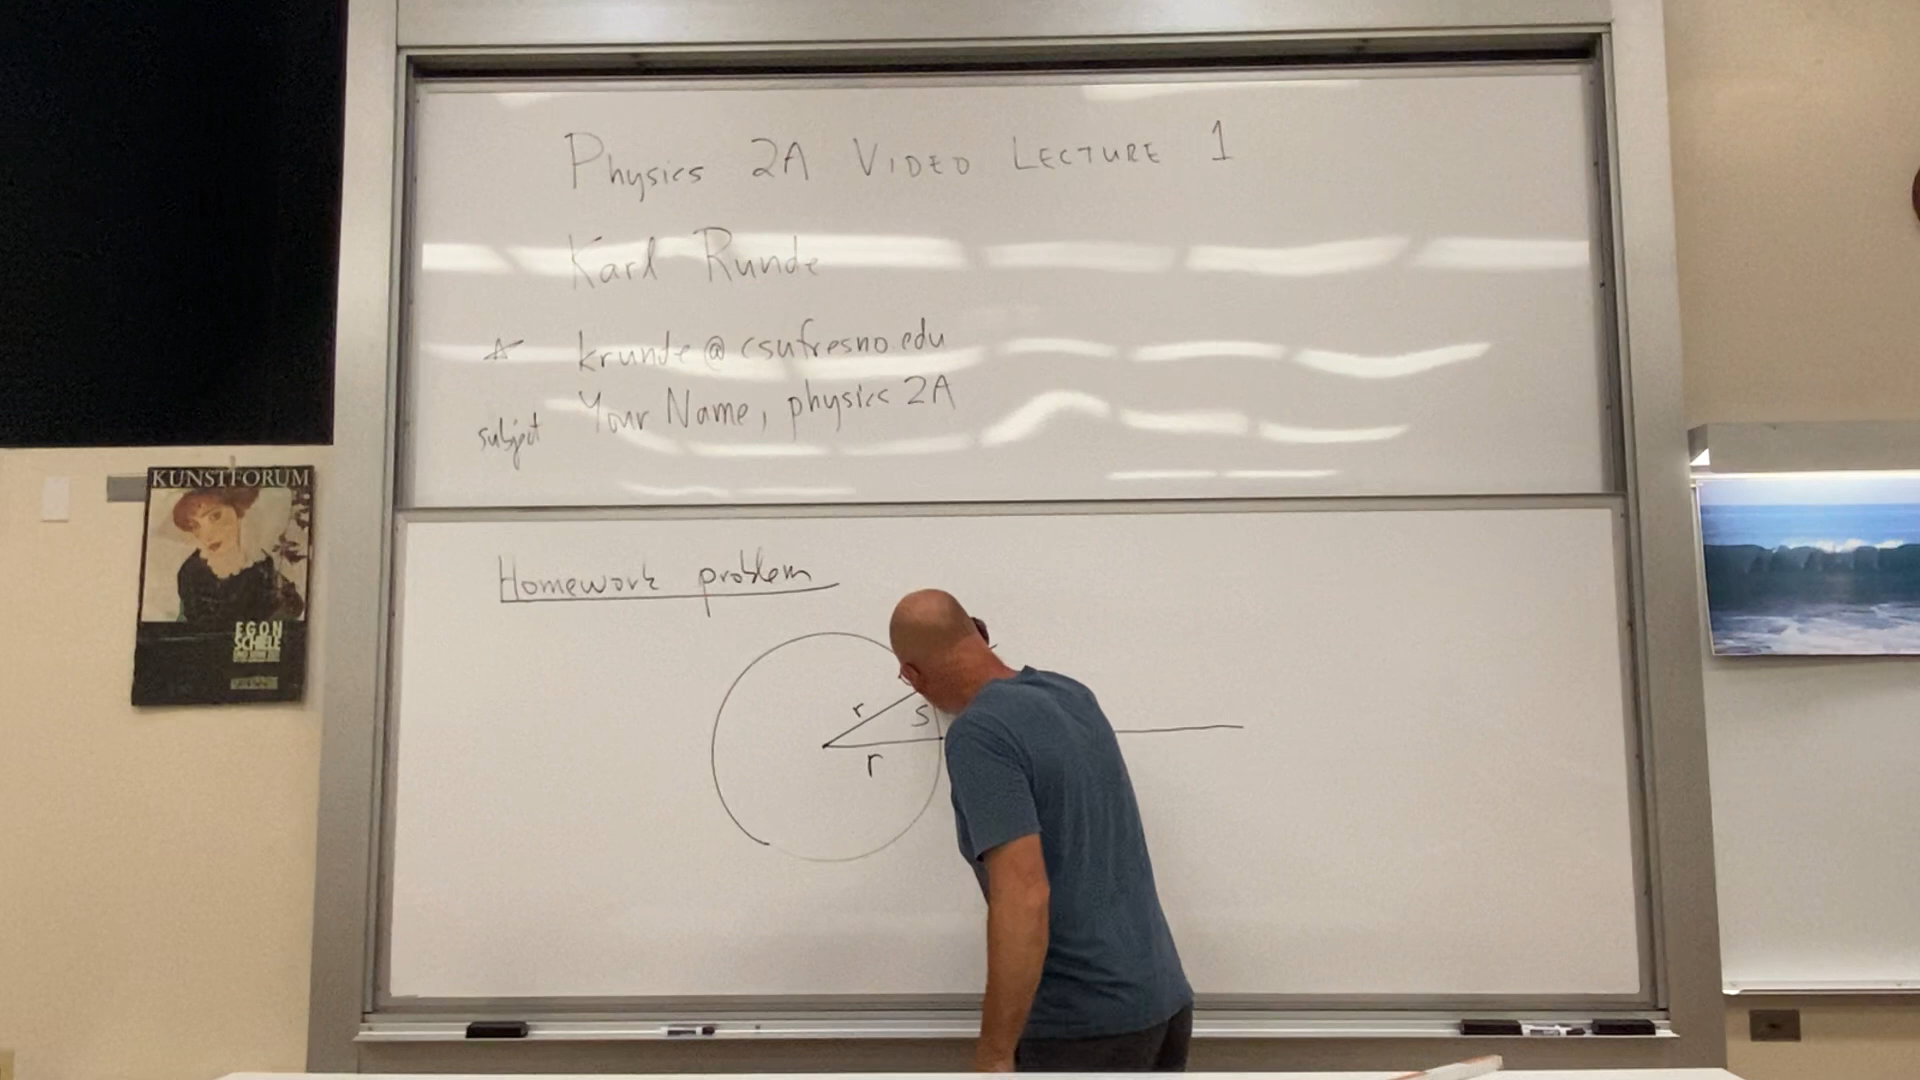 Physics 2A VIDEO LECTURE 1
Karl Runde
krunde@csufresno.edu
subject Your Name, physics 2A
KUNSTFORUM
EGON
SCHIELE
Homework problem
r
s
r